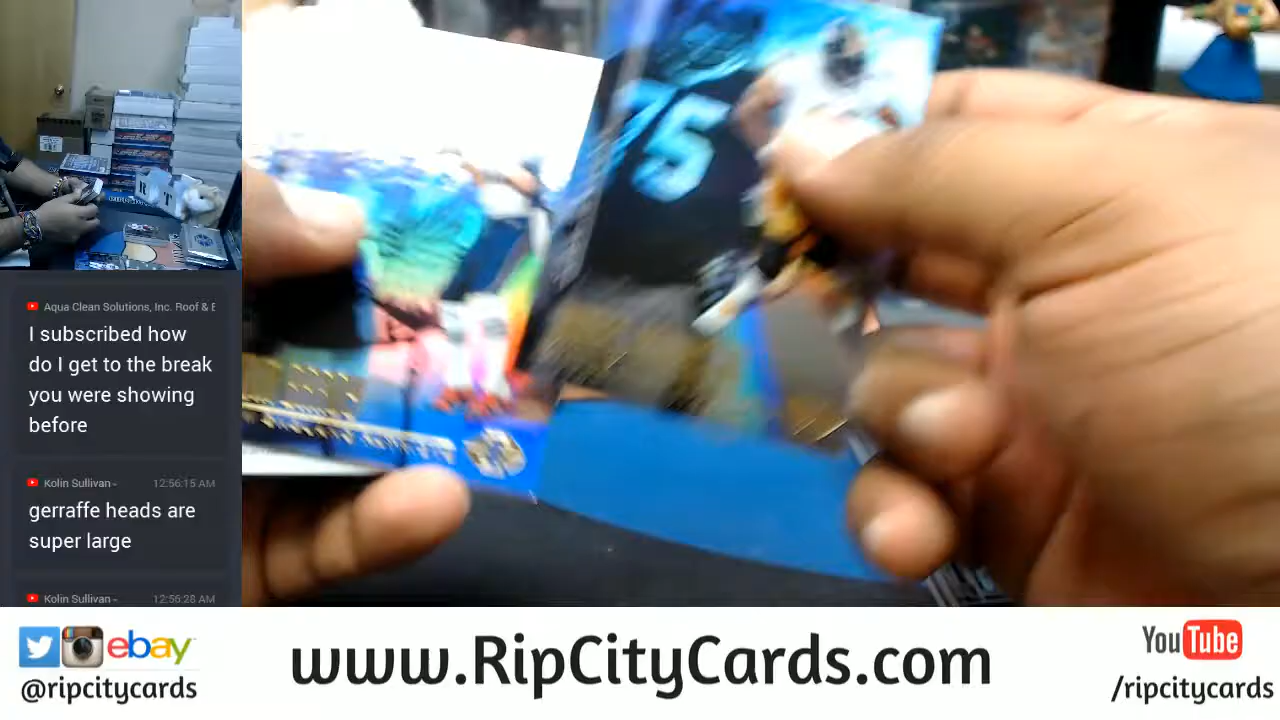 75
R T
Aqua Clean Solutions, Inc. Roof & E
I subscribed how
do I get to the break
you were showing
before
Kolin Sullivan 12:56:15 AM
gerraffe heads are
super large
Kolin Sullivan 12:56:28 AM
ebay
@ripcitycards
www.RipCityCards.com
YouTube
/ripcitycards